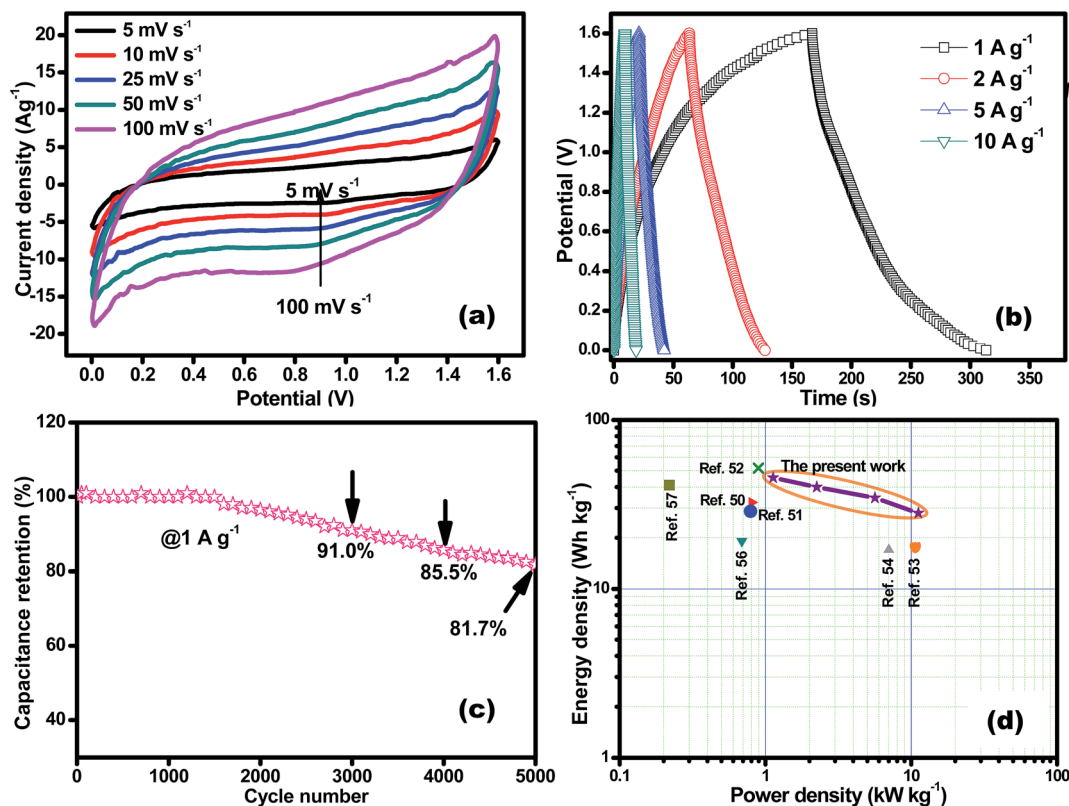 5 mV s⁻¹
10 mV s⁻¹
25 mV s⁻¹
50 mV s⁻¹
100 mV s⁻¹
5 mV s⁻¹
100 mV s⁻¹
(a)
20
15
10
5
0
-5
-10
-15
-20
Current density (Ag⁻¹)
0.0 0.2 0.4 0.6 0.8 1.0 1.2 1.4 1.6
Potential (V)
1 A g⁻¹
2 A g⁻¹
5 A g⁻¹
10 A g⁻¹
(b)
1.6
1.4
1.2
1.0
0.8
0.6
0.4
0.2
0.0
Potential (V)
0 50 100 150 200 250 300 350
Time (s)
120
100
80
60
40
Capacitance retention (%)
@1 A g⁻¹
91.0%
85.5%
81.7%
(c)
0 1000 2000 3000 4000 5000
Cycle number
100
10
1
Energy density (Wh kg⁻¹)
Ref. 52
The present work
Ref. 57
Ref. 50
Ref. 51
Ref. 56
Ref. 54
Ref. 53
(d)
0.1 1 10 100
Power density (kW kg⁻¹)